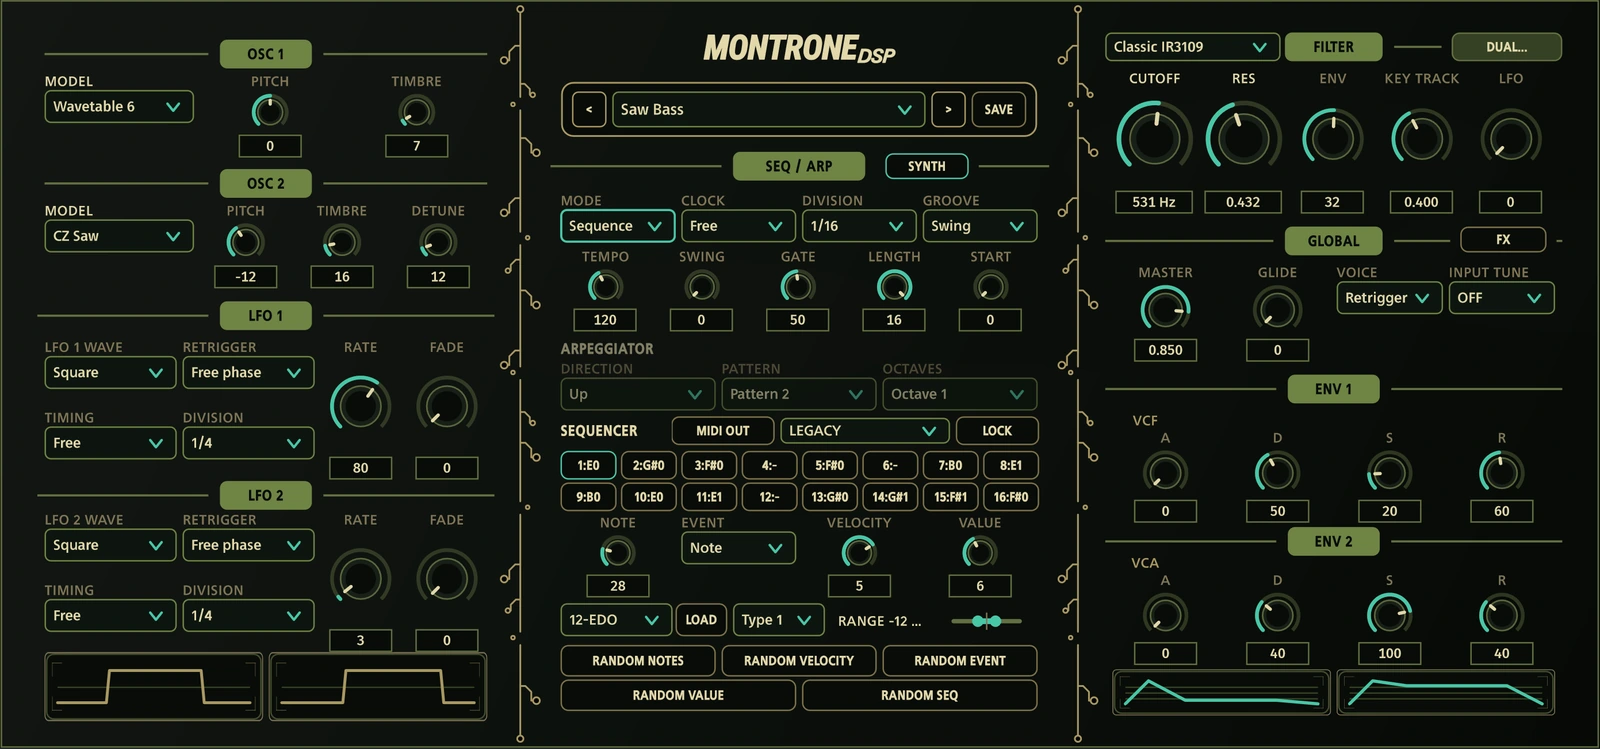 OSC 1
MODEL
PITCH
TIMBRE
Wavetable 6
0
7
OSC 2
MODEL
PITCH
TIMBRE
DETUNE
CZ Saw
-12
16
12
LFO 1
LFO 1 WAVE
RETRIGGER
RATE
FADE
Square
Free phase
TIMING
DIVISION
Free
1/4
80
0
LFO 2
LFO 2 WAVE
RETRIGGER
RATE
FADE
Square
Free phase
TIMING
DIVISION
Free
1/4
3
0
MONTRONE DSP
<
Saw Bass
>
SAVE
SEQ / ARP
SYNTH
MODE
CLOCK
DIVISION
GROOVE
Sequence
Free
1/16
Swing
TEMPO
SWING
GATE
LENGTH
START
120
0
50
16
0
ARPEGGIATOR
DIRECTION
PATTERN
OCTAVES
Up
Pattern 2
Octave 1
SEQUENCER
MIDI OUT
LEGACY
LOCK
1:E0
2:G#0
3:F#0
4:-
5:F#0
6:-
7:B0
8:E1
9:B0
10:E0
11:E1
12:-
13:G#0
14:G#1
15:F#1
16:F#0
NOTE
EVENT
VELOCITY
VALUE
Note
28
5
6
12-EDO
LOAD
Type 1
RANGE -12 ...
RANDOM NOTES
RANDOM VELOCITY
RANDOM EVENT
RANDOM VALUE
RANDOM SEQ
Classic IR3109
FILTER
DUAL...
CUTOFF
RES
ENV
KEY TRACK
LFO
531 Hz
0.432
32
0.400
0
GLOBAL
FX
MASTER
GLIDE
VOICE
INPUT TUNE
Retrigger
OFF
0.850
0
ENV 1
VCF
A
D
S
R
0
50
20
60
ENV 2
VCA
A
D
S
R
0
40
100
40